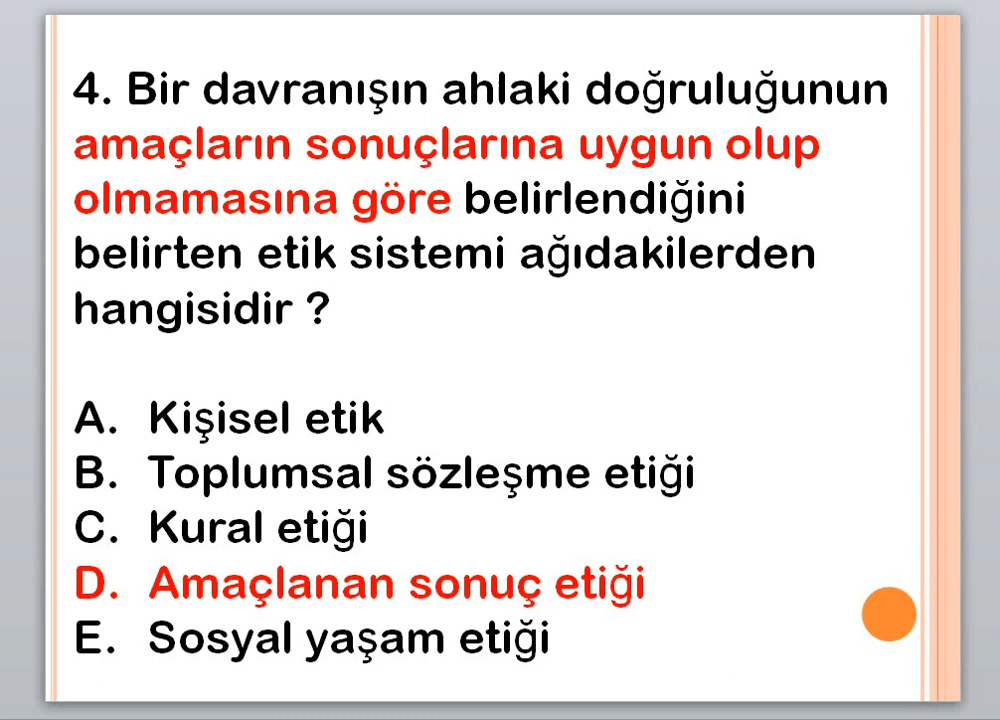 4. Bir davranışın ahlaki doğruluğunun
amaçların sonuçlarına uygun olup
olmamasına göre belirlendiğini
belirten etik sistemi ağıdakilerden
hangisidir ?
A. Kişisel etik
B. Toplumsal sözleşme etiği
C. Kural etiği
D. Amaçlanan sonuç etiği
E. Sosyal yaşam etiği